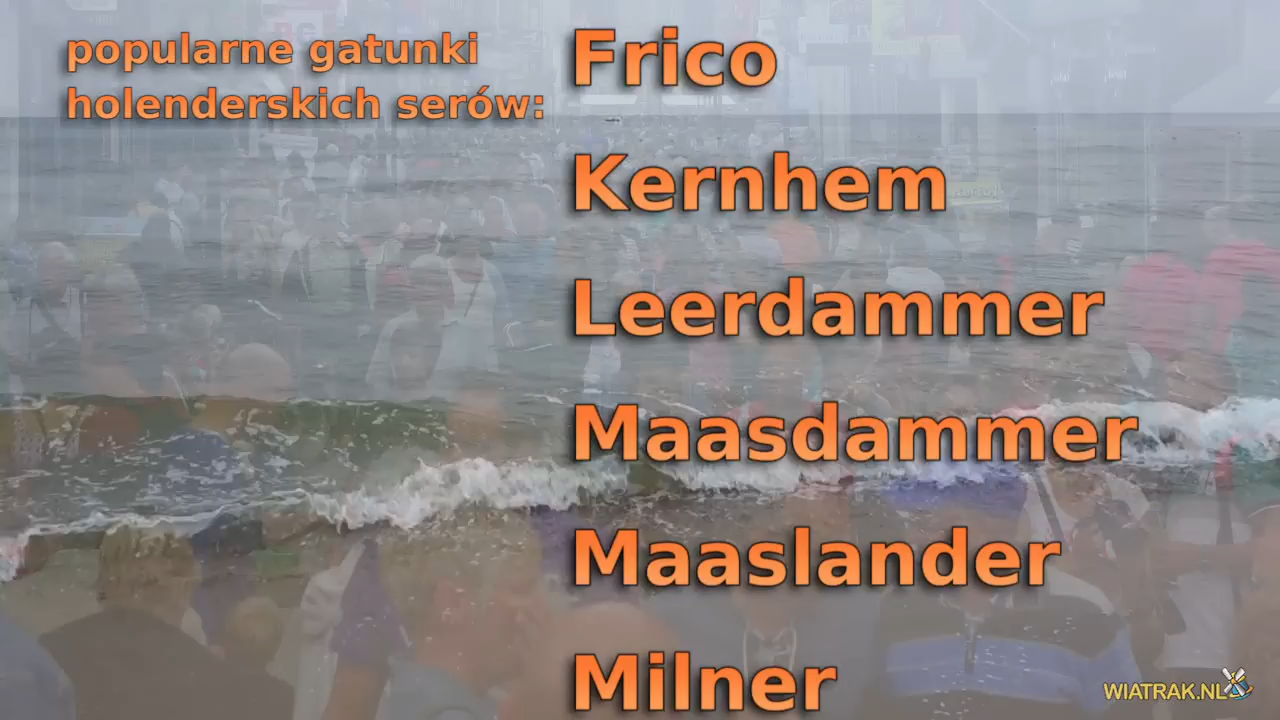 popularne gatunki
holenderskich serów:
Frico
Kernhem
Leerdammer
Maasdammer
Maaslander
Milner
WIATRAK.NL